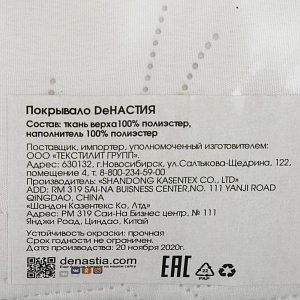 Покрывало DeНАСТИЯ
Состав: ткань верха100% полиэстер,
наполнитель 100% полиэстер
Поставщик, импортер, уполномоченный изготовителем:
ООО «ТЕКСТИЛИТ ГРУПП».
Адрес: 630132, г.Новосибирск, ул.Салтыкова-Щедрина, 122,
помещение 4, т. 8-800-234-59-00
Производитель: «SHANDONG KASENTEX CO., LTD»
ADD: RM 319 SAI-NA BUISNESS CENTER,NO. 111 YANJI ROAD
QINGDAO, CHINA
«Шандон Казентекс Ко, Лтд»
Адрес: РМ 319 Саи-На Бизнес центр, № 111
Янджи Роад, Циндао, Китай
Устойчивость окраски: прочная
Срок годности не ограничен
Дата производства: 20 ноября 2020г.
denastia.com
EAC
22
PAP